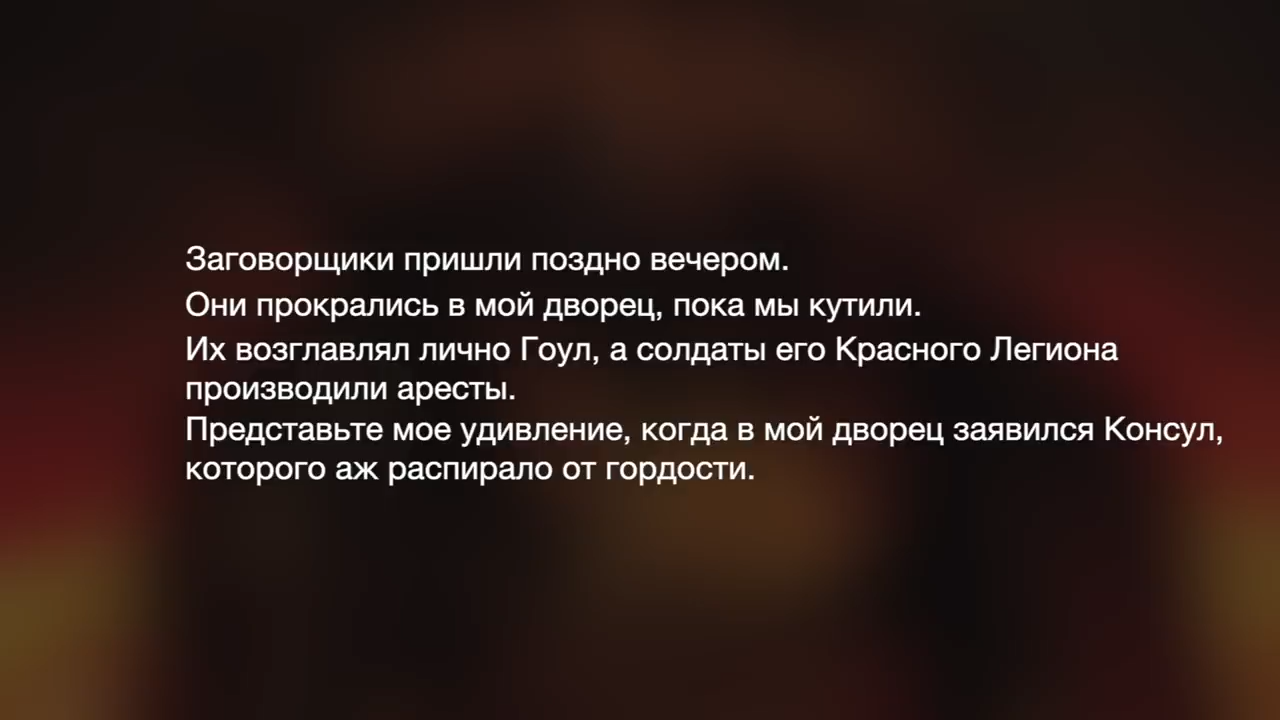 Заговорщики пришли поздно вечером.
Они прокрались в мой дворец, пока мы кутили.
Их возглавлял лично Гоул, а солдаты его Красного Легиона
производили аресты.
Представьте мое удивление, когда в мой дворец заявился Консул,
которого аж распирало от гордости.